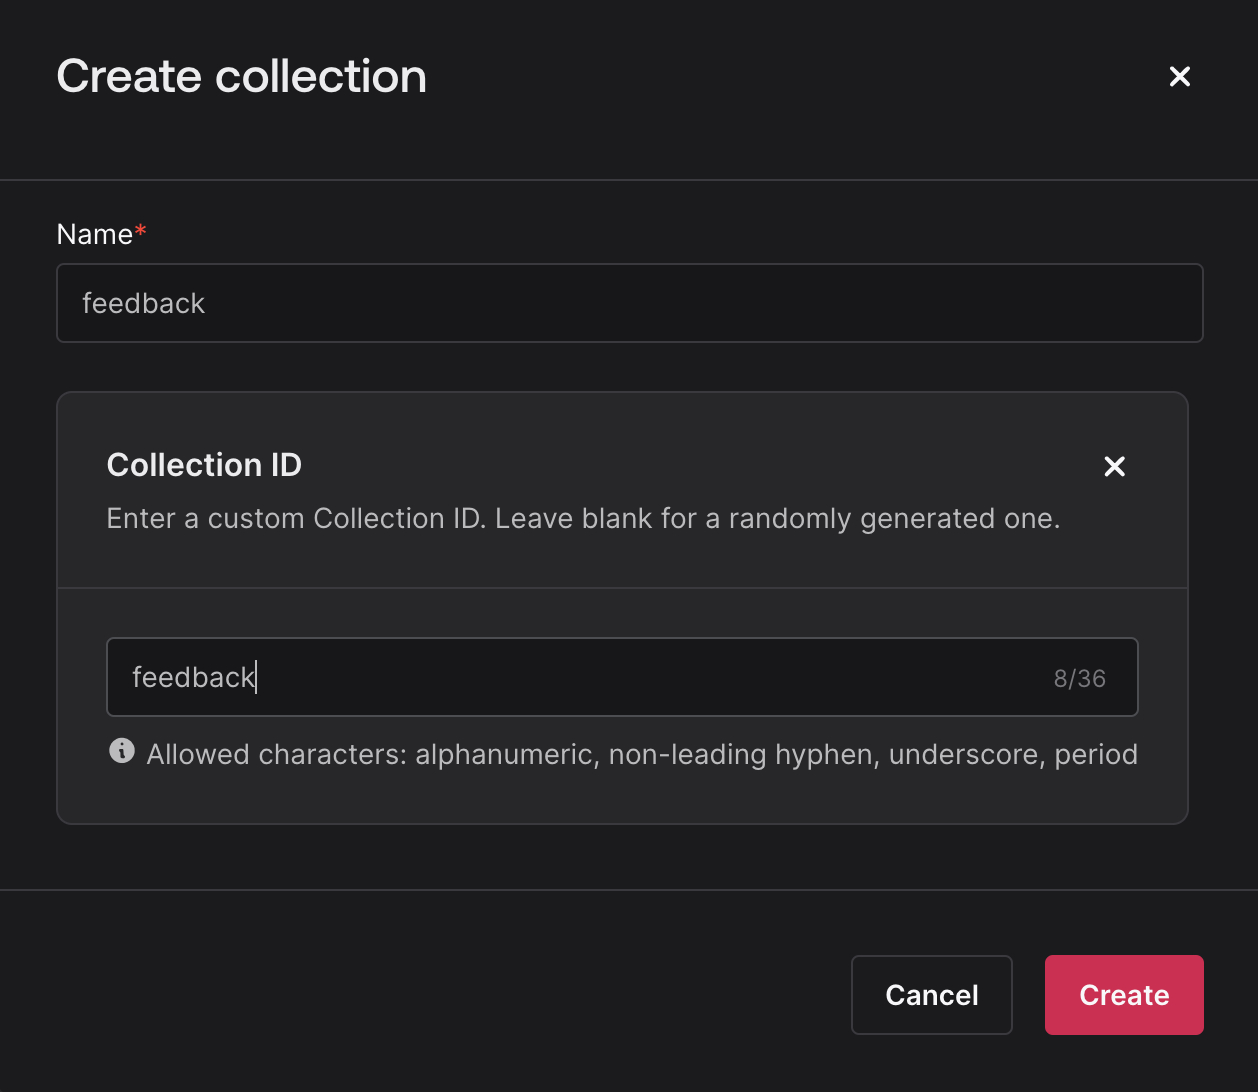 Create collection
Name*
feedback
Collection ID
Enter a custom Collection ID. Leave blank for a randomly generated one.
feedback 8/36
Allowed characters: alphanumeric, non-leading hyphen, underscore, period
Cancel Create